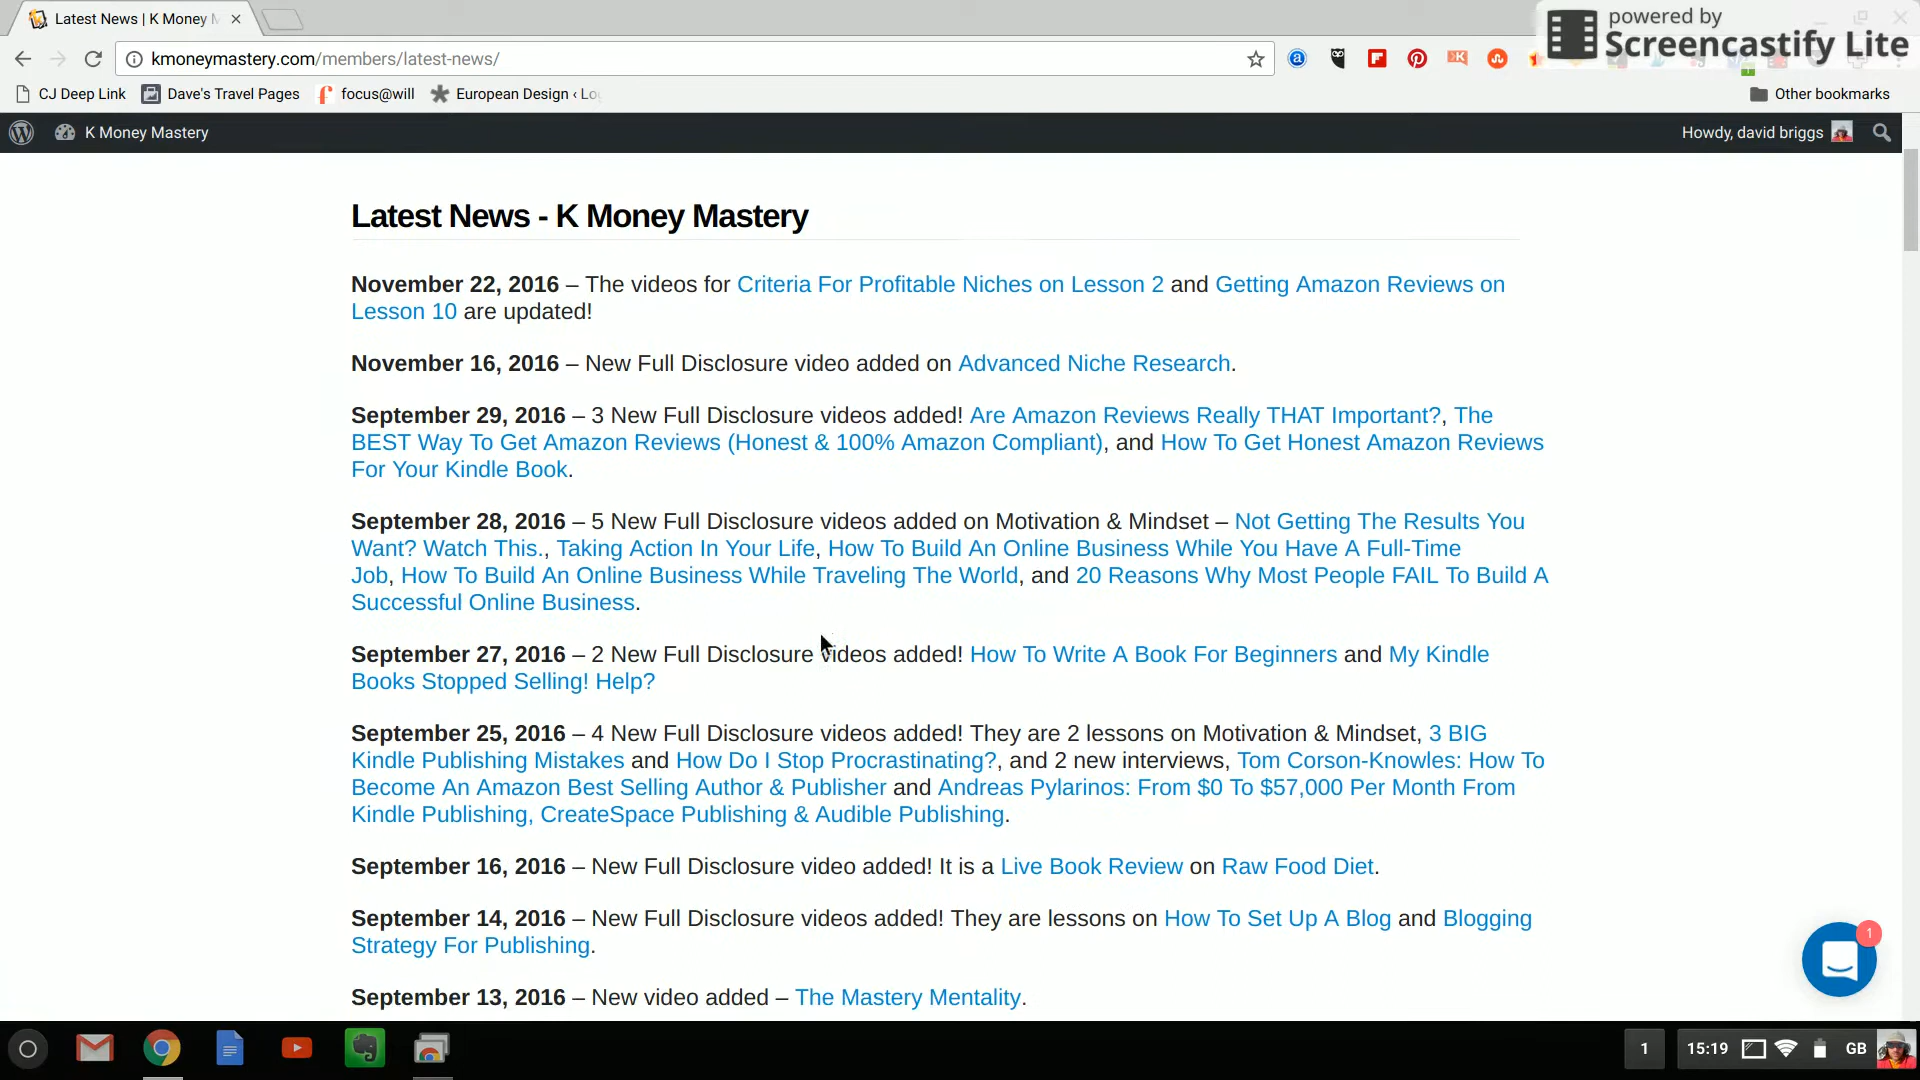 Latest News | K Money M
powered by
Screencastify Lite
kmoneymastery.com/members/latest-news/
CJ Deep Link
Dave's Travel Pages
focus@will
European Design ‹ Lo
Other bookmarks
K Money Mastery
Howdy, david briggs
Latest News - K Money Mastery
November 22, 2016 – The videos for Criteria For Profitable Niches on Lesson 2 and Getting Amazon Reviews on
Lesson 10 are updated!
November 16, 2016 – New Full Disclosure video added on Advanced Niche Research.
September 29, 2016 – 3 New Full Disclosure videos added! Are Amazon Reviews Really THAT Important?, The
BEST Way To Get Amazon Reviews (Honest & 100% Amazon Compliant), and How To Get Honest Amazon Reviews
For Your Kindle Book.
September 28, 2016 – 5 New Full Disclosure videos added on Motivation & Mindset – Not Getting The Results You
Want? Watch This., Taking Action In Your Life, How To Build An Online Business While You Have A Full-Time
Job, How To Build An Online Business While Traveling The World, and 20 Reasons Why Most People FAIL To Build A
Successful Online Business.
September 27, 2016 – 2 New Full Disclosure videos added! How To Write A Book For Beginners and My Kindle
Books Stopped Selling! Help?
September 25, 2016 – 4 New Full Disclosure videos added! They are 2 lessons on Motivation & Mindset, 3 BIG
Kindle Publishing Mistakes and How Do I Stop Procrastinating?, and 2 new interviews, Tom Corson-Knowles: How To
Become An Amazon Best Selling Author & Publisher and Andreas Pylarinos: From $0 To $57,000 Per Month From
Kindle Publishing, CreateSpace Publishing & Audible Publishing.
September 16, 2016 – New Full Disclosure video added! It is a Live Book Review on Raw Food Diet.
September 14, 2016 – New Full Disclosure videos added! They are lessons on How To Set Up A Blog and Blogging
Strategy For Publishing.
1
September 13, 2016 – New video added – The Mastery Mentality.
1
15:19
GB